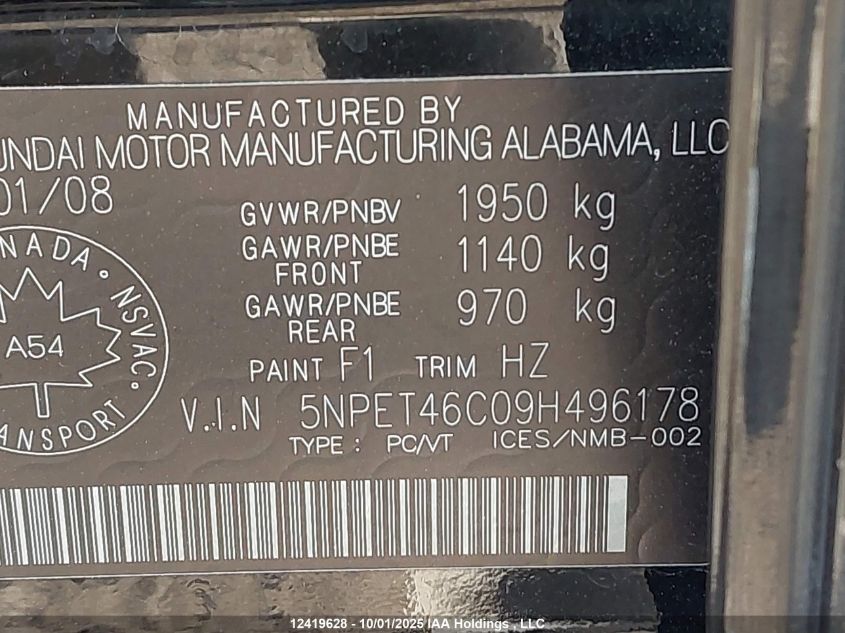 MANUFACTURED BY
UNDAI MOTOR MANUFACTURING ALABAMA, LLC
01/08
GVWR/PNBV 1950 kg
GAWR/PNBE FRONT 1140 kg
GAWR/PNBE REAR 970 kg
PAINT F1 TRIM HZ
V.I.N 5NPET46C09H496178
TYPE : PC/VT ICES/NMB-002
NADA • NSVAC •
A54
ANSPORT
12419628 - 10/01/2025 IAA Holdings , LLC